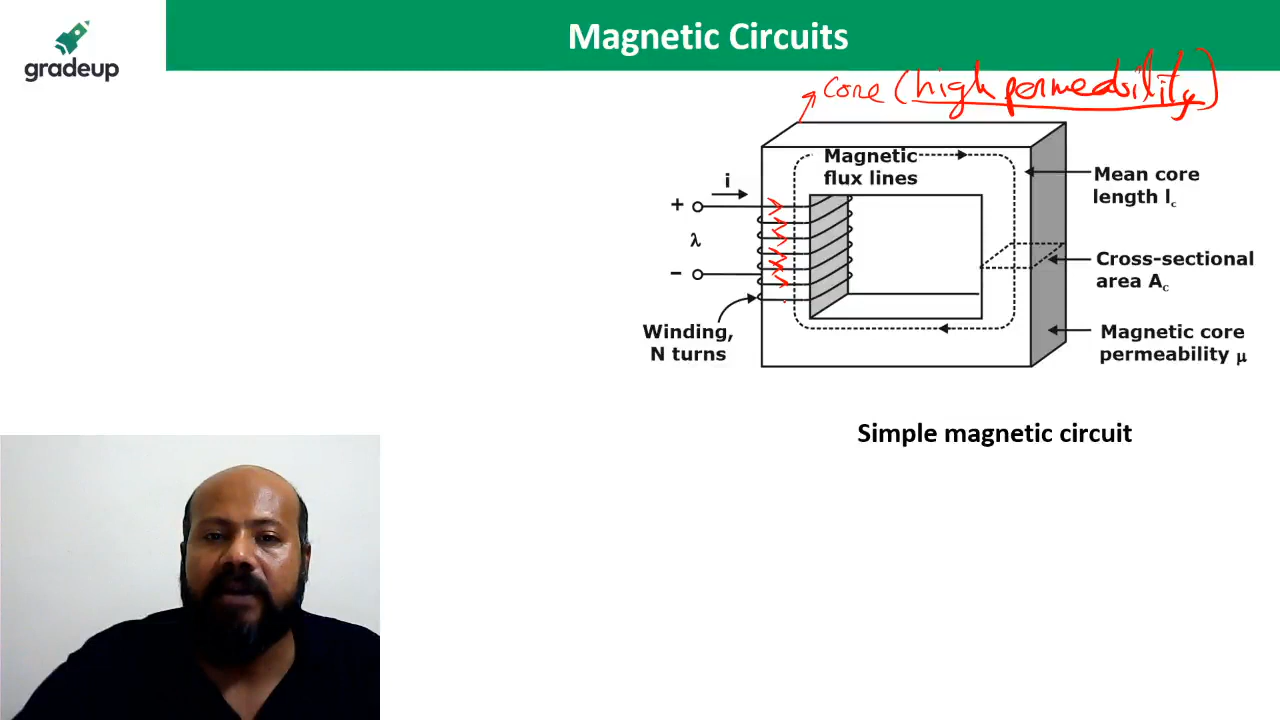 Magnetic Circuits
gradeup
core (high permeability)
Magnetic
flux lines
i
+
λ
−
Mean core
length lc
Cross-sectional
area Ac
Winding,
N turns
Magnetic core
permeability μ
Simple magnetic circuit